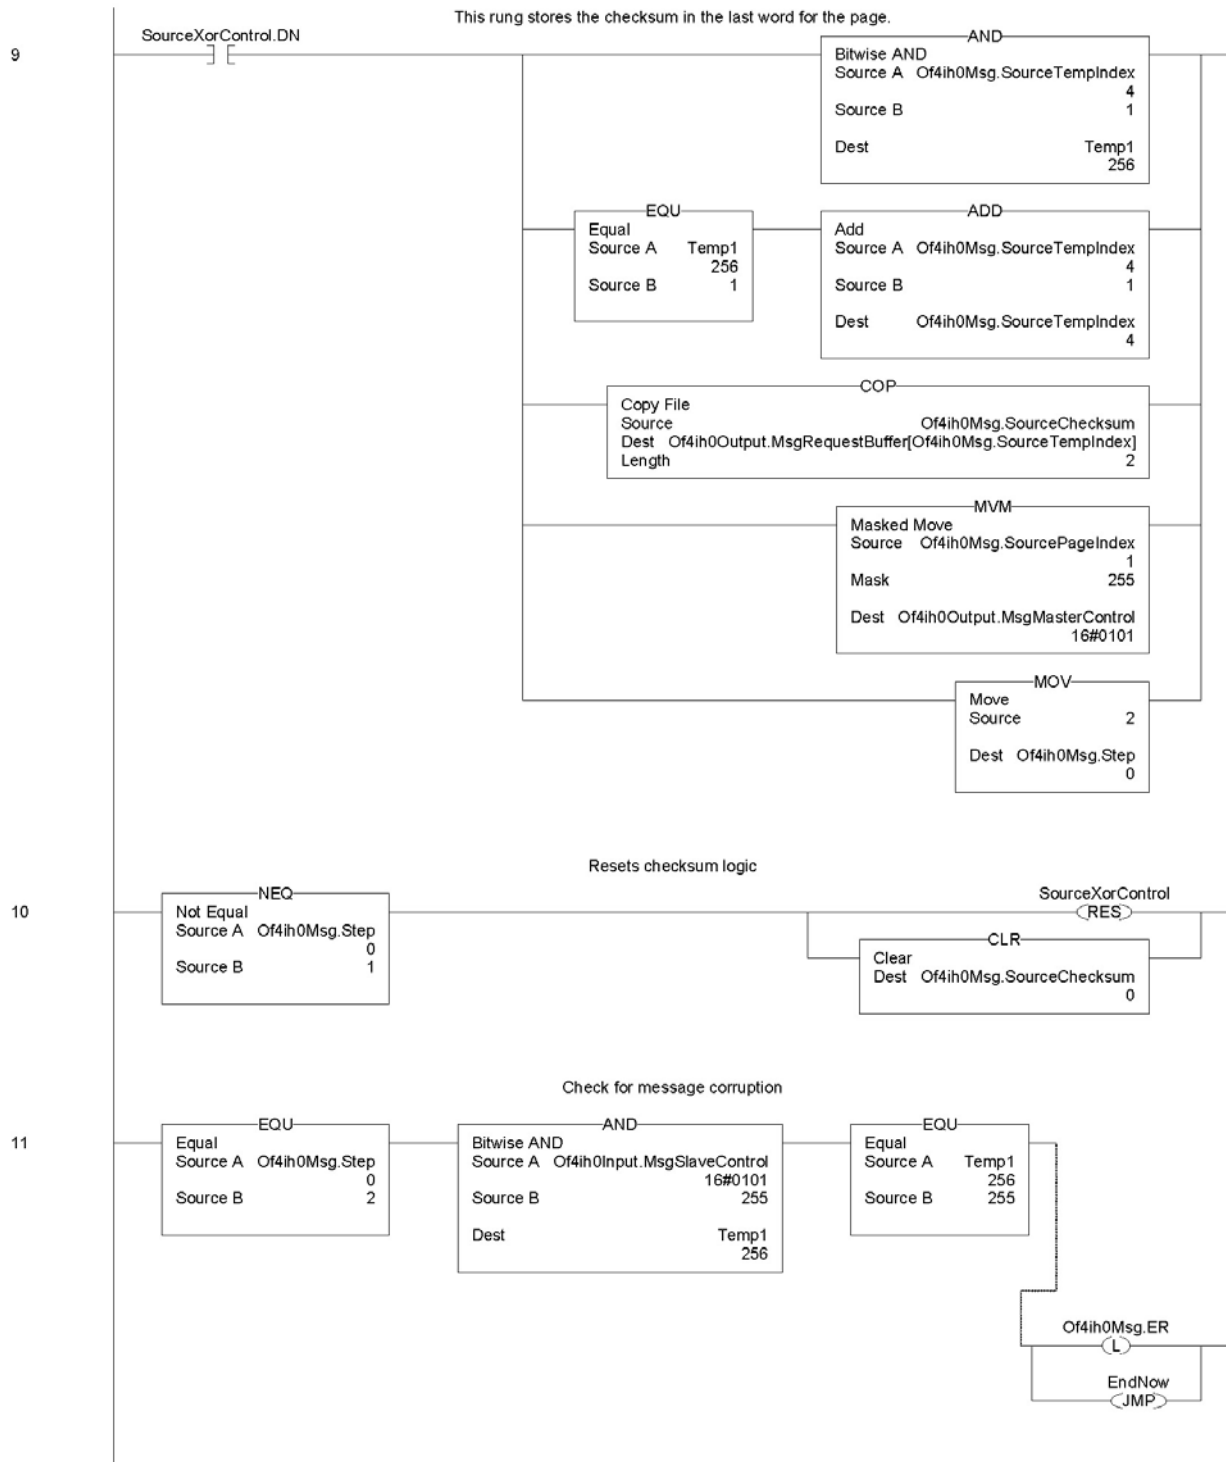 This rung stores the checksum in the last word for the page.
9
SourceXorControl.DN
AND
Bitwise AND
Source A Of4ih0Msg.SourceTempIndex
4
Source B 1
Dest Temp1
256
EQU
Equal
Source A Temp1
256
Source B 1
ADD
Add
Source A Of4ih0Msg.SourceTempIndex
4
Source B 1
Dest Of4ih0Msg.SourceTempIndex
4
COP
Copy File
Source Of4ih0Msg.SourceChecksum
Dest Of4ih0Output.MsgRequestBuffer[Of4ih0Msg.SourceTempIndex]
Length 2
MVM
Masked Move
Source Of4ih0Msg.SourcePageIndex
1
Mask 255
Dest Of4ih0Output.MsgMasterControl
16#0101
MOV
Move
Source 2
Dest Of4ih0Msg.Step
0
Resets checksum logic
10
NEQ
Not Equal
Source A Of4ih0Msg.Step
0
Source B 1
SourceXorControl
RES
CLR
Clear
Dest Of4ih0Msg.SourceChecksum
0
Check for message corruption
11
EQU
Equal
Source A Of4ih0Msg.Step
0
Source B 2
AND
Bitwise AND
Source A Of4ih0Input.MsgSlaveControl
16#0101
Source B 255
Dest Temp1
256
EQU
Equal
Source A Temp1
256
Source B 255
Of4ih0Msg.ER
L
EndNow
JMP